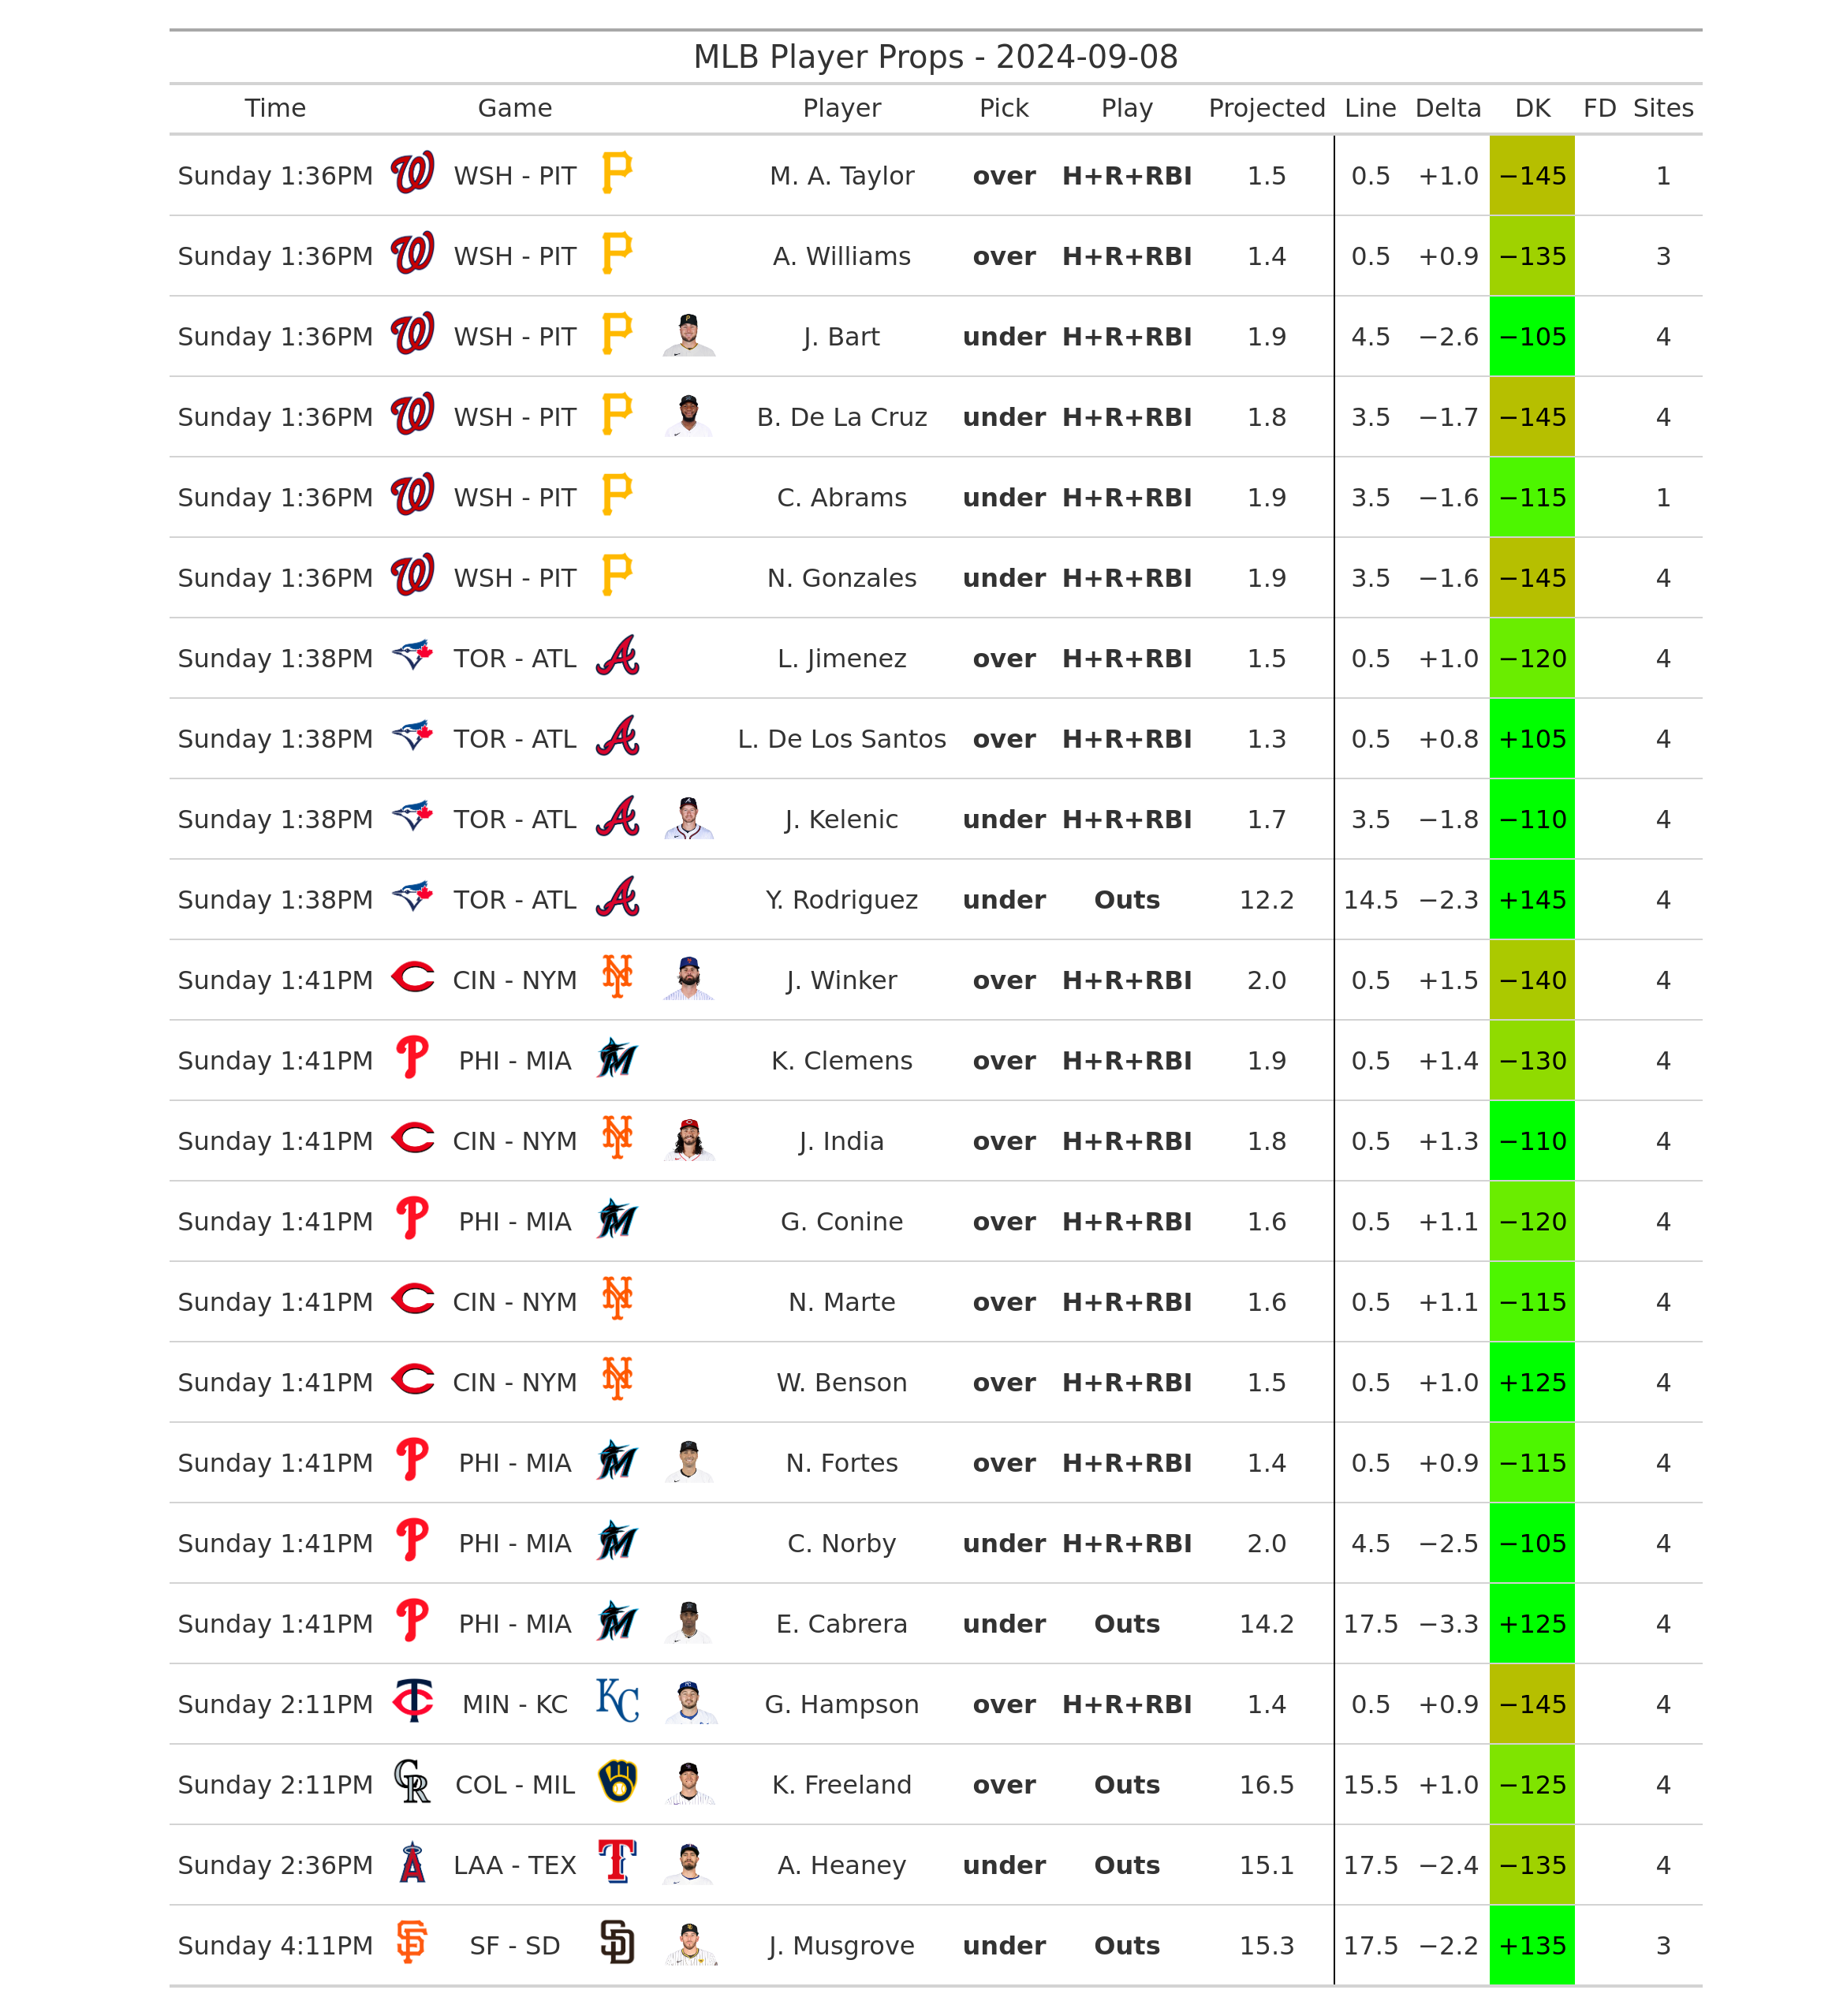 MLB Player Props - 2024-09-08
Time Game Player Pick Play Projected Line Delta DK FD Sites
Sunday 1:36PM WSH - PIT M. A. Taylor over H+R+RBI 1.5 0.5 +1.0 −145 1
Sunday 1:36PM WSH - PIT A. Williams over H+R+RBI 1.4 0.5 +0.9 −135 3
Sunday 1:36PM WSH - PIT J. Bart under H+R+RBI 1.9 4.5 −2.6 −105 4
Sunday 1:36PM WSH - PIT B. De La Cruz under H+R+RBI 1.8 3.5 −1.7 −145 4
Sunday 1:36PM WSH - PIT C. Abrams under H+R+RBI 1.9 3.5 −1.6 −115 1
Sunday 1:36PM WSH - PIT N. Gonzales under H+R+RBI 1.9 3.5 −1.6 −145 4
Sunday 1:38PM TOR - ATL L. Jimenez over H+R+RBI 1.5 0.5 +1.0 −120 4
Sunday 1:38PM TOR - ATL L. De Los Santos over H+R+RBI 1.3 0.5 +0.8 +105 4
Sunday 1:38PM TOR - ATL J. Kelenic under H+R+RBI 1.7 3.5 −1.8 −110 4
Sunday 1:38PM TOR - ATL Y. Rodriguez under Outs 12.2 14.5 −2.3 +145 4
Sunday 1:41PM CIN - NYM J. Winker over H+R+RBI 2.0 0.5 +1.5 −140 4
Sunday 1:41PM PHI - MIA K. Clemens over H+R+RBI 1.9 0.5 +1.4 −130 4
Sunday 1:41PM CIN - NYM J. India over H+R+RBI 1.8 0.5 +1.3 −110 4
Sunday 1:41PM PHI - MIA G. Conine over H+R+RBI 1.6 0.5 +1.1 −120 4
Sunday 1:41PM CIN - NYM N. Marte over H+R+RBI 1.6 0.5 +1.1 −115 4
Sunday 1:41PM CIN - NYM W. Benson over H+R+RBI 1.5 0.5 +1.0 +125 4
Sunday 1:41PM PHI - MIA N. Fortes over H+R+RBI 1.4 0.5 +0.9 −115 4
Sunday 1:41PM PHI - MIA C. Norby under H+R+RBI 2.0 4.5 −2.5 −105 4
Sunday 1:41PM PHI - MIA E. Cabrera under Outs 14.2 17.5 −3.3 +125 4
Sunday 2:11PM MIN - KC G. Hampson over H+R+RBI 1.4 0.5 +0.9 −145 4
Sunday 2:11PM COL - MIL K. Freeland over Outs 16.5 15.5 +1.0 −125 4
Sunday 2:36PM LAA - TEX A. Heaney under Outs 15.1 17.5 −2.4 −135 4
Sunday 4:11PM SF - SD J. Musgrove under Outs 15.3 17.5 −2.2 +135 3